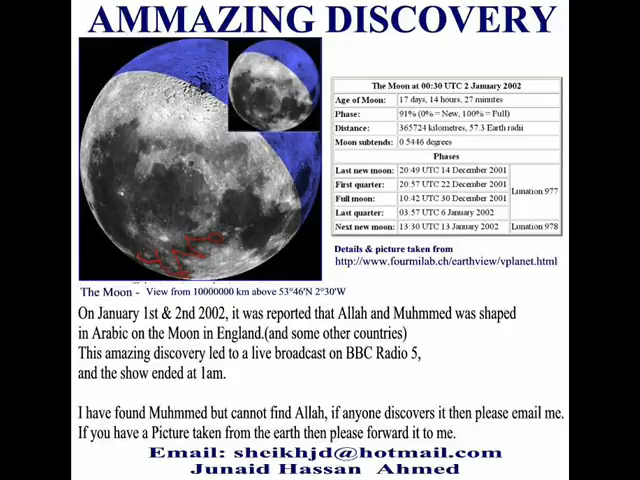 AMMAZING DISCOVERY
The Moon at 00:30 UTC 2 January 2002
Age of Moon: 17 days, 14 hours, 27 minutes
Phase: 91% (0% = New, 100% = Full)
Distance: 365724 kilometres, 57.3 Earth radii
Moon subtends: 0.5446 degrees
Phases
Last new moon: 20:49 UTC 14 December 2001
First quarter: 20:57 UTC 22 December 2001
Lunation 977
Full moon: 10:42 UTC 30 December 2001
Last quarter: 03:57 UTC 6 January 2002
Next new moon: 13:30 UTC 13 January 2002 Lunation 978
Details & picture taken from
http://www.fourmilab.ch/earthview/vplanet.html
The Moon - View from 10000000 km above 53°46'N 2°30'W
On January 1st & 2nd 2002, it was reported that Allah and Muhmmed was shaped
in Arabic on the Moon in England.(and some other countries)
This amazing discovery led to a live broadcast on BBC Radio 5,
and the show ended at 1am.
I have found Muhmmed but cannot find Allah, if anyone discovers it then please email me.
If you have a Picture taken from the earth then please forward it to me.
Email: sheikhjd@hotmail.com
Junaid Hassan Ahmed